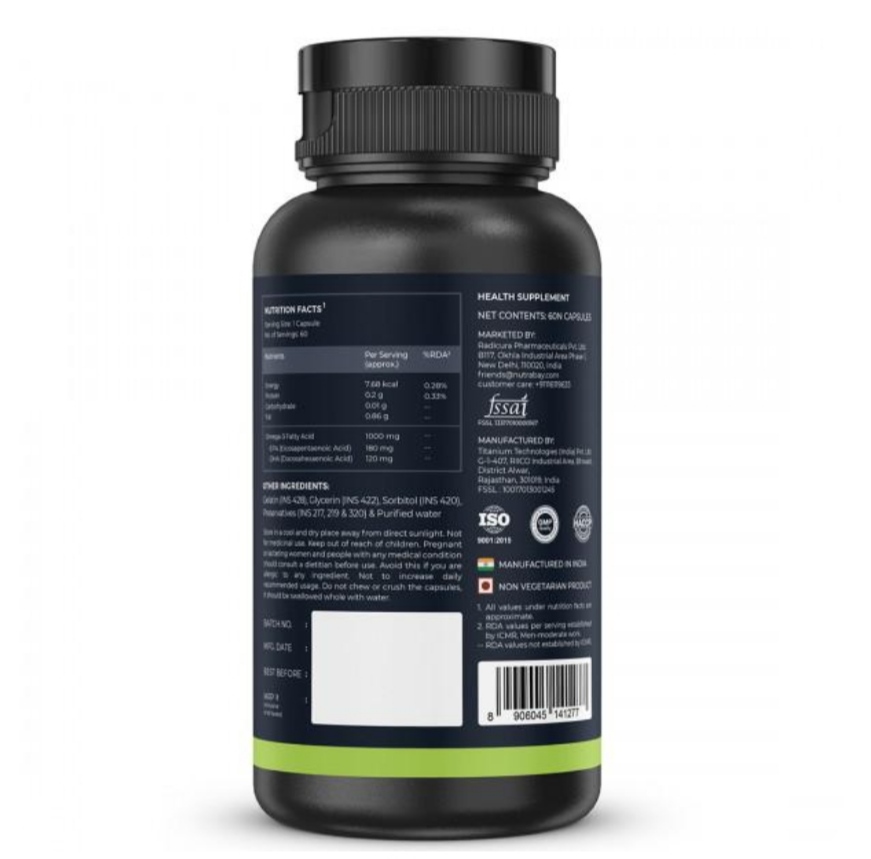 NUTRITION FACTS¹
Serving Size: 1 Capsule
No. of Servings: 60
Nutrients Per Serving (approx.) %RDA²
Energy 7.68 kcal 0.28%
Protein 0.2 g 0.33%
Carbohydrate 0.01 g --
Fat 0.86 g --
Omega 3 Fatty Acid 1000 mg --
EPA (Eicosapentaenoic Acid) 180 mg --
DHA (Docosahexaenoic Acid) 120 mg --
OTHER INGREDIENTS:
Gelatin (INS 428), Glycerin (INS 422), Sorbitol (INS 420),
Preservatives (INS 217, 219 & 320) & Purified water
Store in a cool and dry place away from direct sunlight. Not
for medicinal use. Keep out of reach of children. Pregnant
or lactating women and people with any medical condition
should consult a dietitian before use. Avoid this if you are
allergic to any ingredient. Not to increase daily
recommended usage. Do not chew or crush the capsules,
it should be swallowed whole with water.
BATCH NO. :
MFG. DATE :
BEST BEFORE :
HEALTH SUPPLEMENT
NET CONTENTS: 60N CAPSULES
MARKETED BY:
Radicura Pharmaceuticals Pvt. Ltd.
B117, Okhla Industrial Area Phase I,
New Delhi, 110020, India
friends@nutrabay.com
customer care:
fssai
MANUFACTURED BY:
Titanium Technologies (India) Pvt. Ltd.
G-1-407, RIICO Industrial Area,
District Alwar,
Rajasthan, 301019, India
FSSL : 10017013001245
ISO
9001:2015
GMP
Quality
HACCP
MANUFACTURED IN INDIA
NON VEGETARIAN PRODUCT
1. All values under nutrition facts are
approximate.
2. RDA values per serving established
by ICMR, Men-moderate work.
-- RDA values not established by ICMR.
8 906045 141277